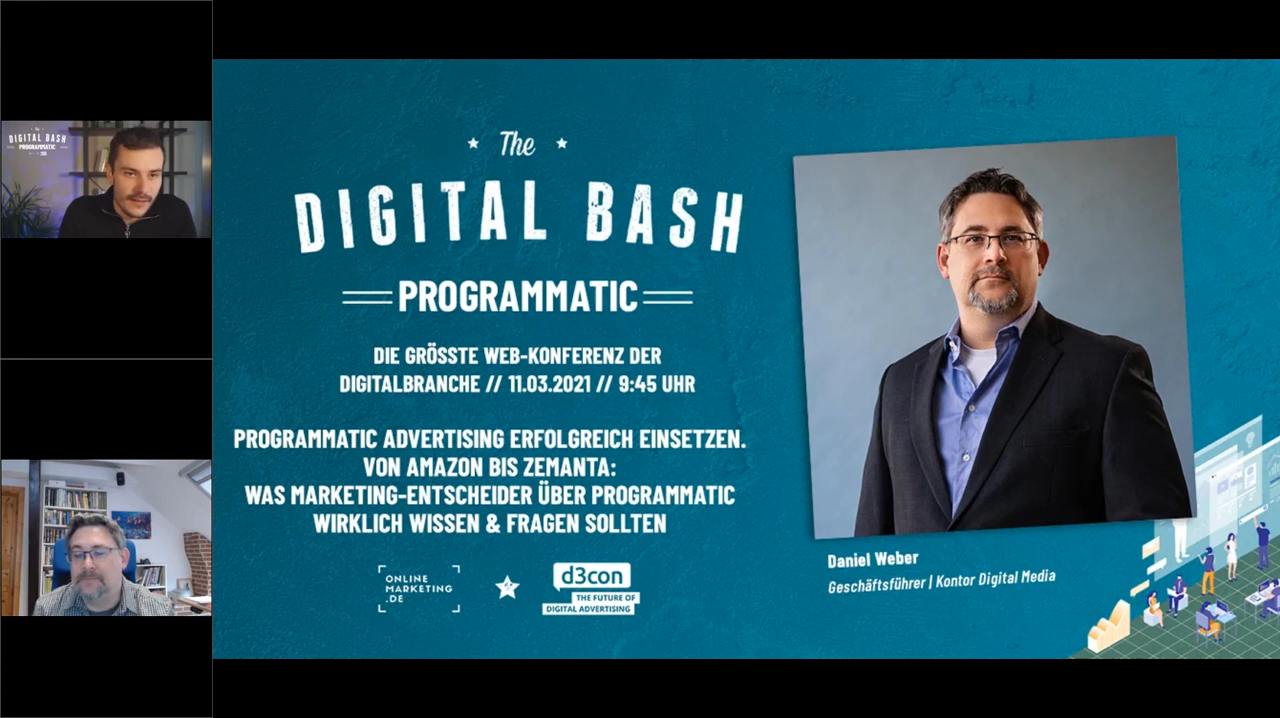 The
DIGITAL BASH
PROGRAMMATIC
The
DIGITAL BASH
PROGRAMMATIC
DIE GRÖSSTE WEB-KONFERENZ DER
DIGITALBRANCHE // 11.03.2021 // 9:45 UHR
PROGRAMMATIC ADVERTISING ERFOLGREICH EINSETZEN.
VON AMAZON BIS ZEMANTA:
WAS MARKETING-ENTSCHEIDER ÜBER PROGRAMMATIC
WIRKLICH WISSEN & FRAGEN SOLLTEN
ONLINE
MARKETING
.DE
d3con
THE FUTURE OF
DIGITAL ADVERTISING
Daniel Weber
Geschäftsführer | Kontor Digital Media